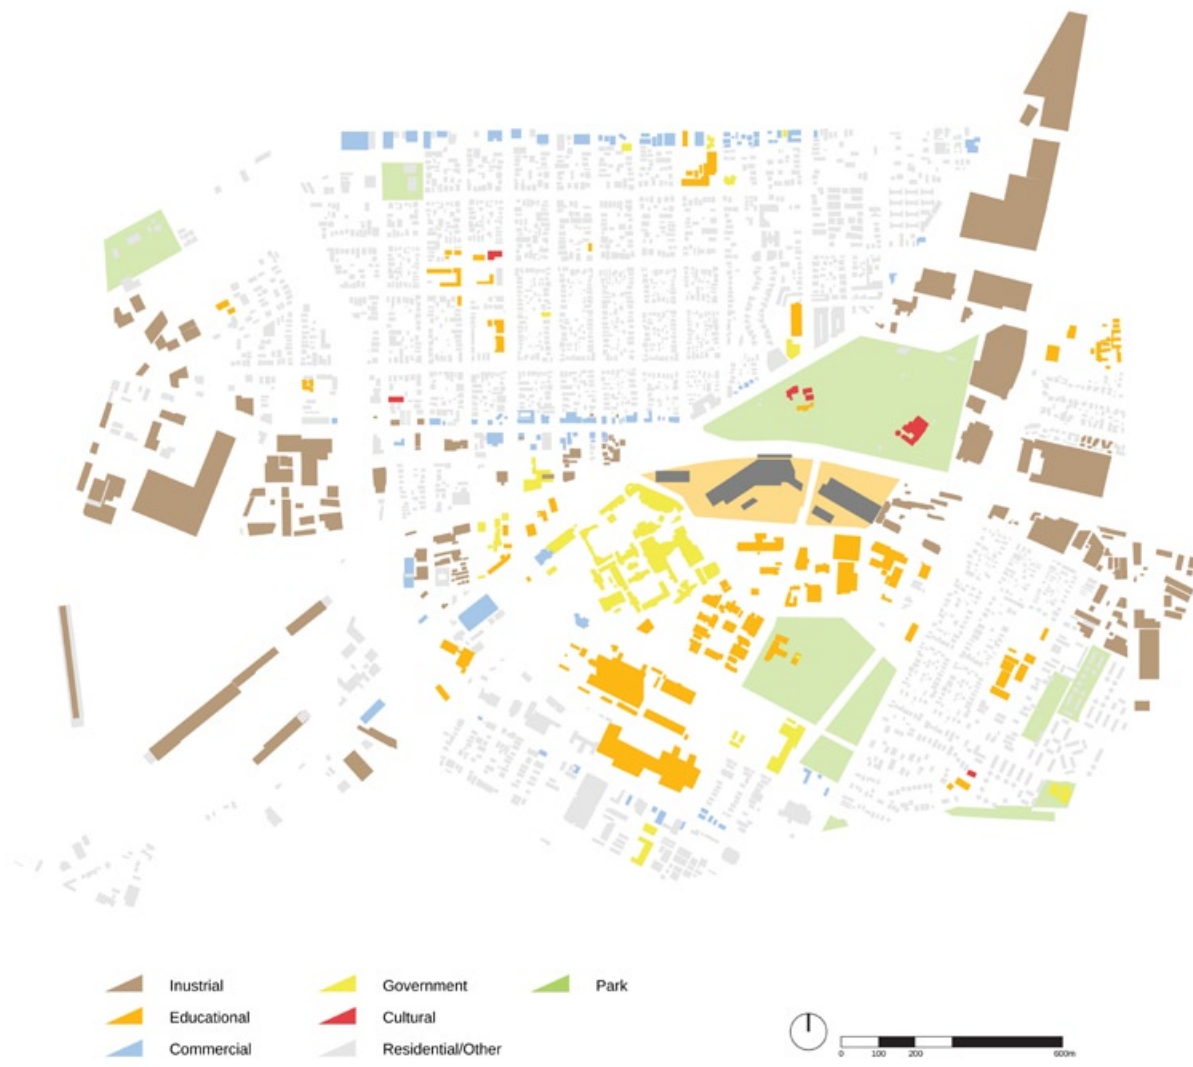 Inustrial
Government
Park
Educational
Cultural
Commercial
Residential/Other
0 100 200 600m